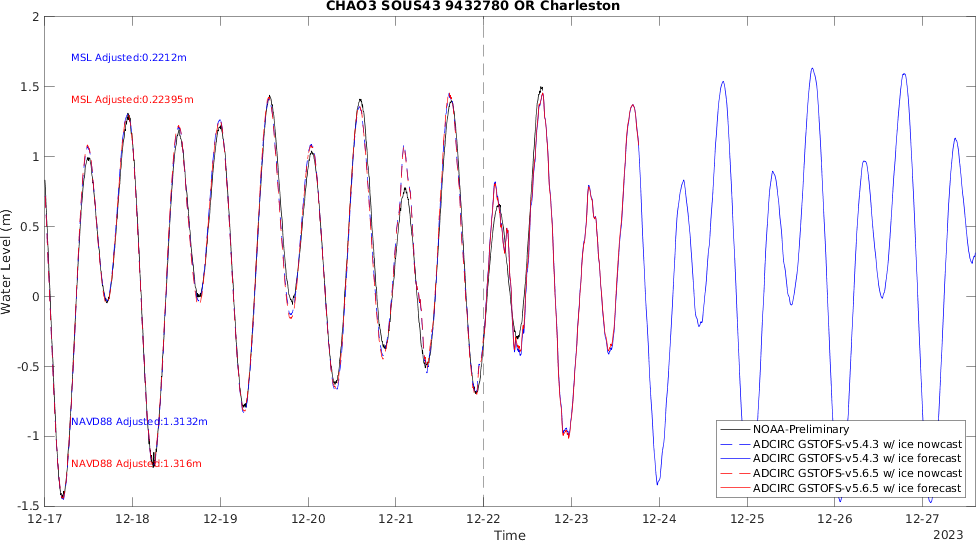 CHAO3 SOUS43 9432780 OR Charleston
2
1.5
1
0.5
0
-0.5
-1
-1.5
Water Level (m)
MSL Adjusted:0.2212m
MSL Adjusted:0.22395m
NAVD88 Adjusted:1.3132m
NAVD88 Adjusted:1.316m
NOAA-Preliminary
ADCIRC GSTOFS-v5.4.3 w/ ice nowcast
ADCIRC GSTOFS-v5.4.3 w/ ice forecast
ADCIRC GSTOFS-v5.6.5 w/ ice nowcast
ADCIRC GSTOFS-v5.6.5 w/ ice forecast
12-17 12-18 12-19 12-20 12-21 12-22 12-23 12-24 12-25 12-26 12-27
Time
2023